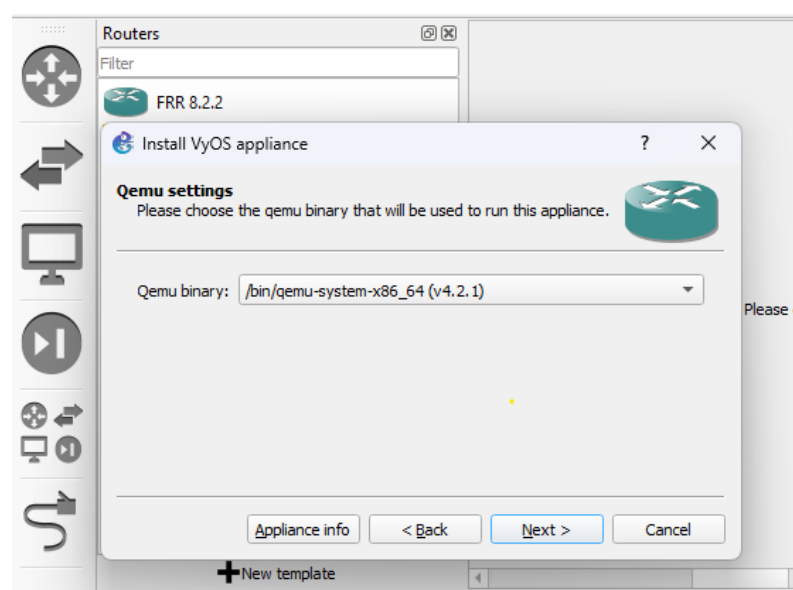 Routers
Filter
FRR 8.2.2
Install VyOS appliance
?
Qemu settings
Please choose the qemu binary that will be used to run this appliance.
Qemu binary:
/bin/qemu-system-x86_64 (v4.2.1)
Please
Appliance info
< Back
Next >
Cancel
New template